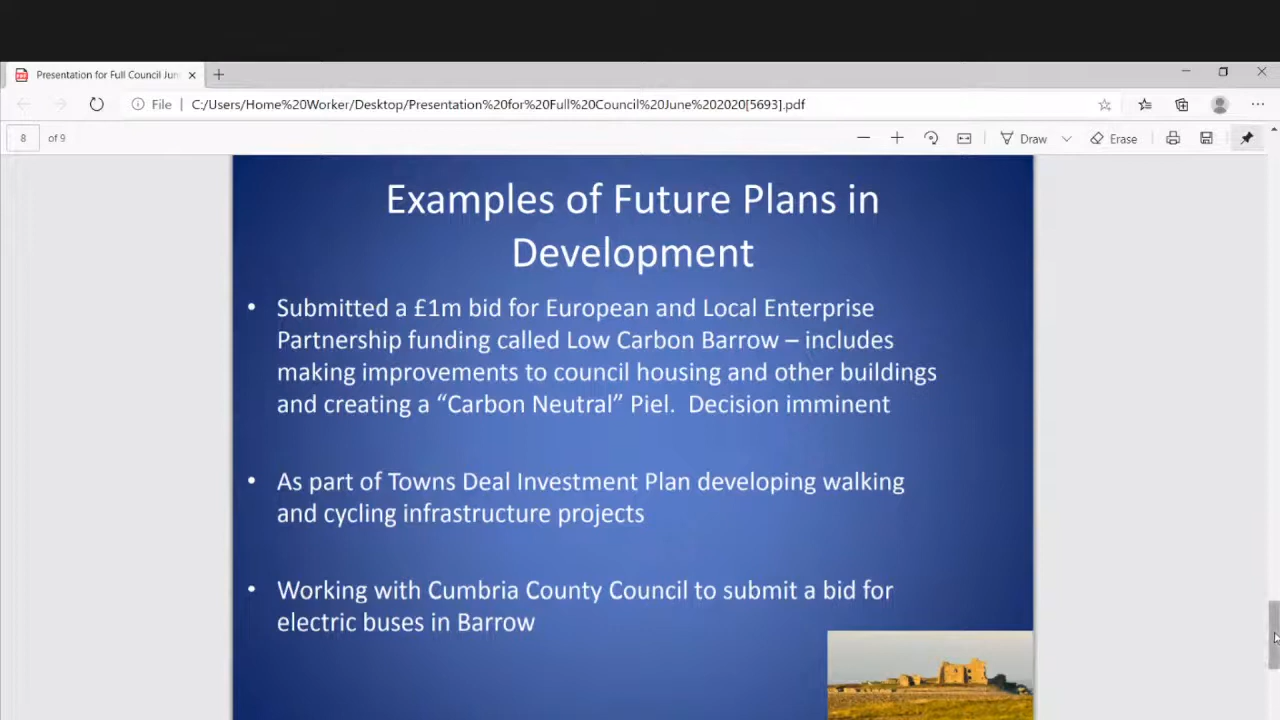 Presentation for Full Council Jun
File
C:/Users/Home%20Worker/Desktop/Presentation%20for%20Full%20Council%20June%202020[5693].pdf
8 of 9
Draw
Erase
Examples of Future Plans in
Development
• Submitted a £1m bid for European and Local Enterprise
Partnership funding called Low Carbon Barrow – includes
making improvements to council housing and other buildings
and creating a “Carbon Neutral” Piel.  Decision imminent
• As part of Towns Deal Investment Plan developing walking
and cycling infrastructure projects
• Working with Cumbria County Council to submit a bid for
electric buses in Barrow